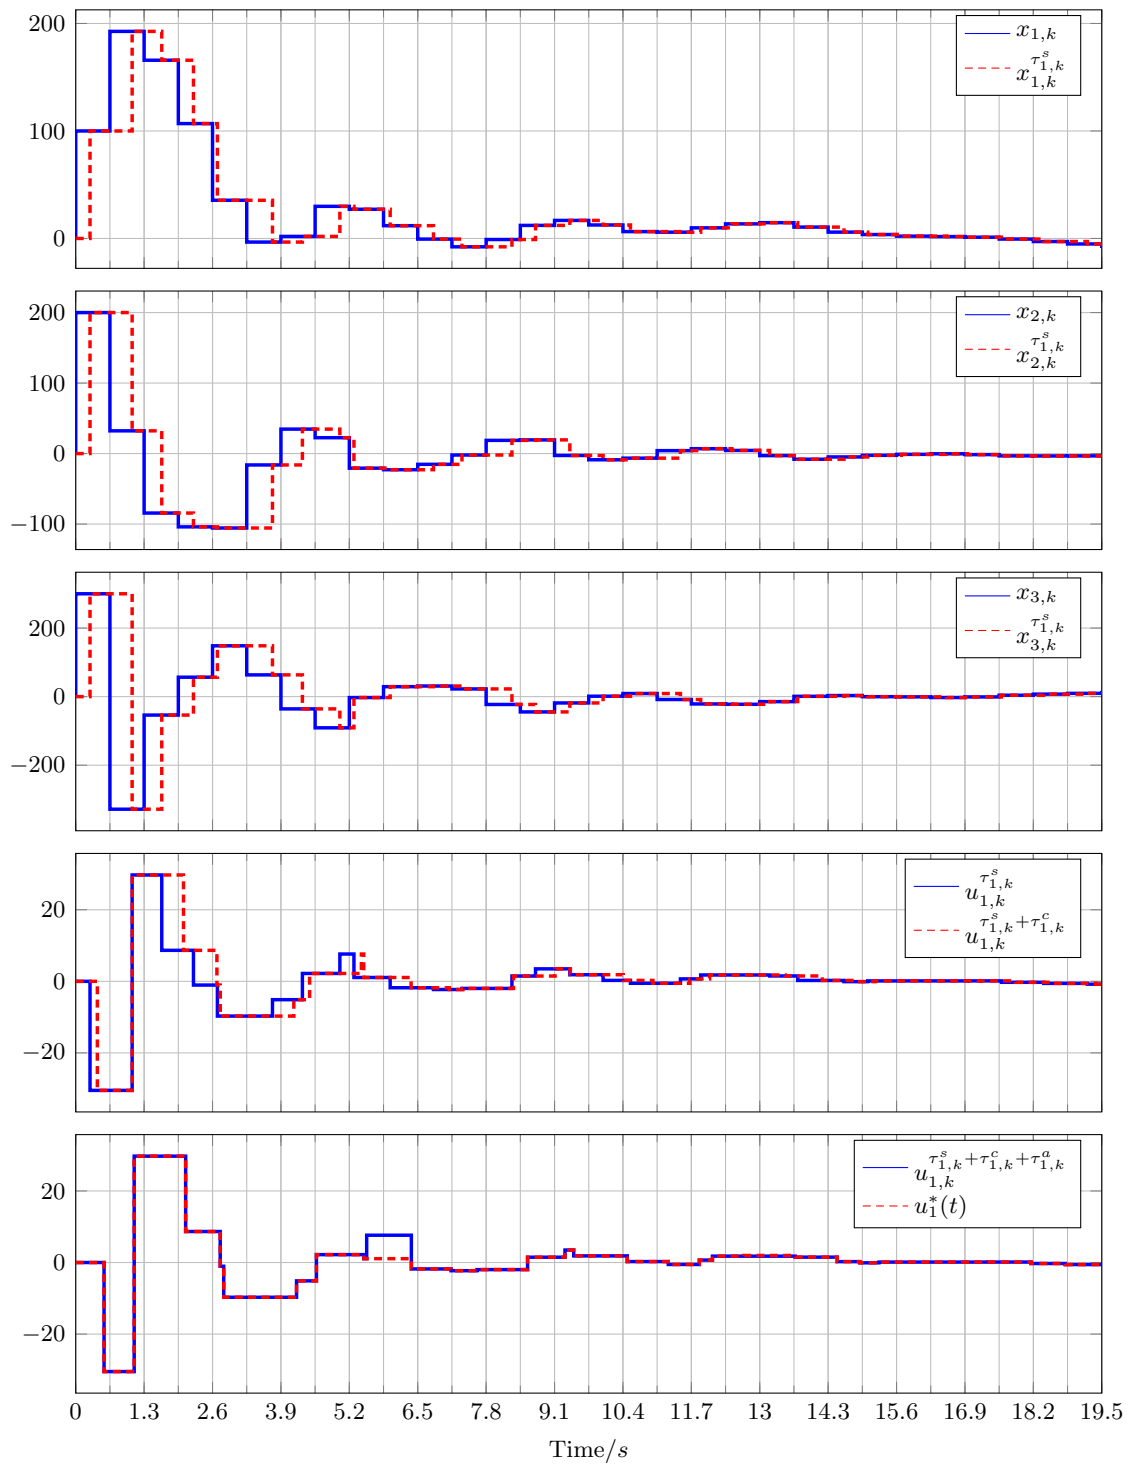 200
100
0
x_{1,k}
x_{1,k}^{τ_{1,k}^s}
200
100
0
−100
x_{2,k}
x_{2,k}^{τ_{1,k}^s}
200
0
−200
x_{3,k}
x_{3,k}^{τ_{1,k}^s}
20
0
−20
u_{1,k}^{τ_{1,k}^s}
u_{1,k}^{τ_{1,k}^s+τ_{1,k}^c}
20
0
−20
u_{1,k}^{τ_{1,k}^s+τ_{1,k}^c+τ_{1,k}^a}
u_1^*(t)
0 1.3 2.6 3.9 5.2 6.5 7.8 9.1 10.4 11.7 13 14.3 15.6 16.9 18.2 19.5
Time/s